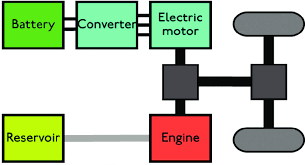 Battery
Converter
Electric
motor
Reservoir
Engine